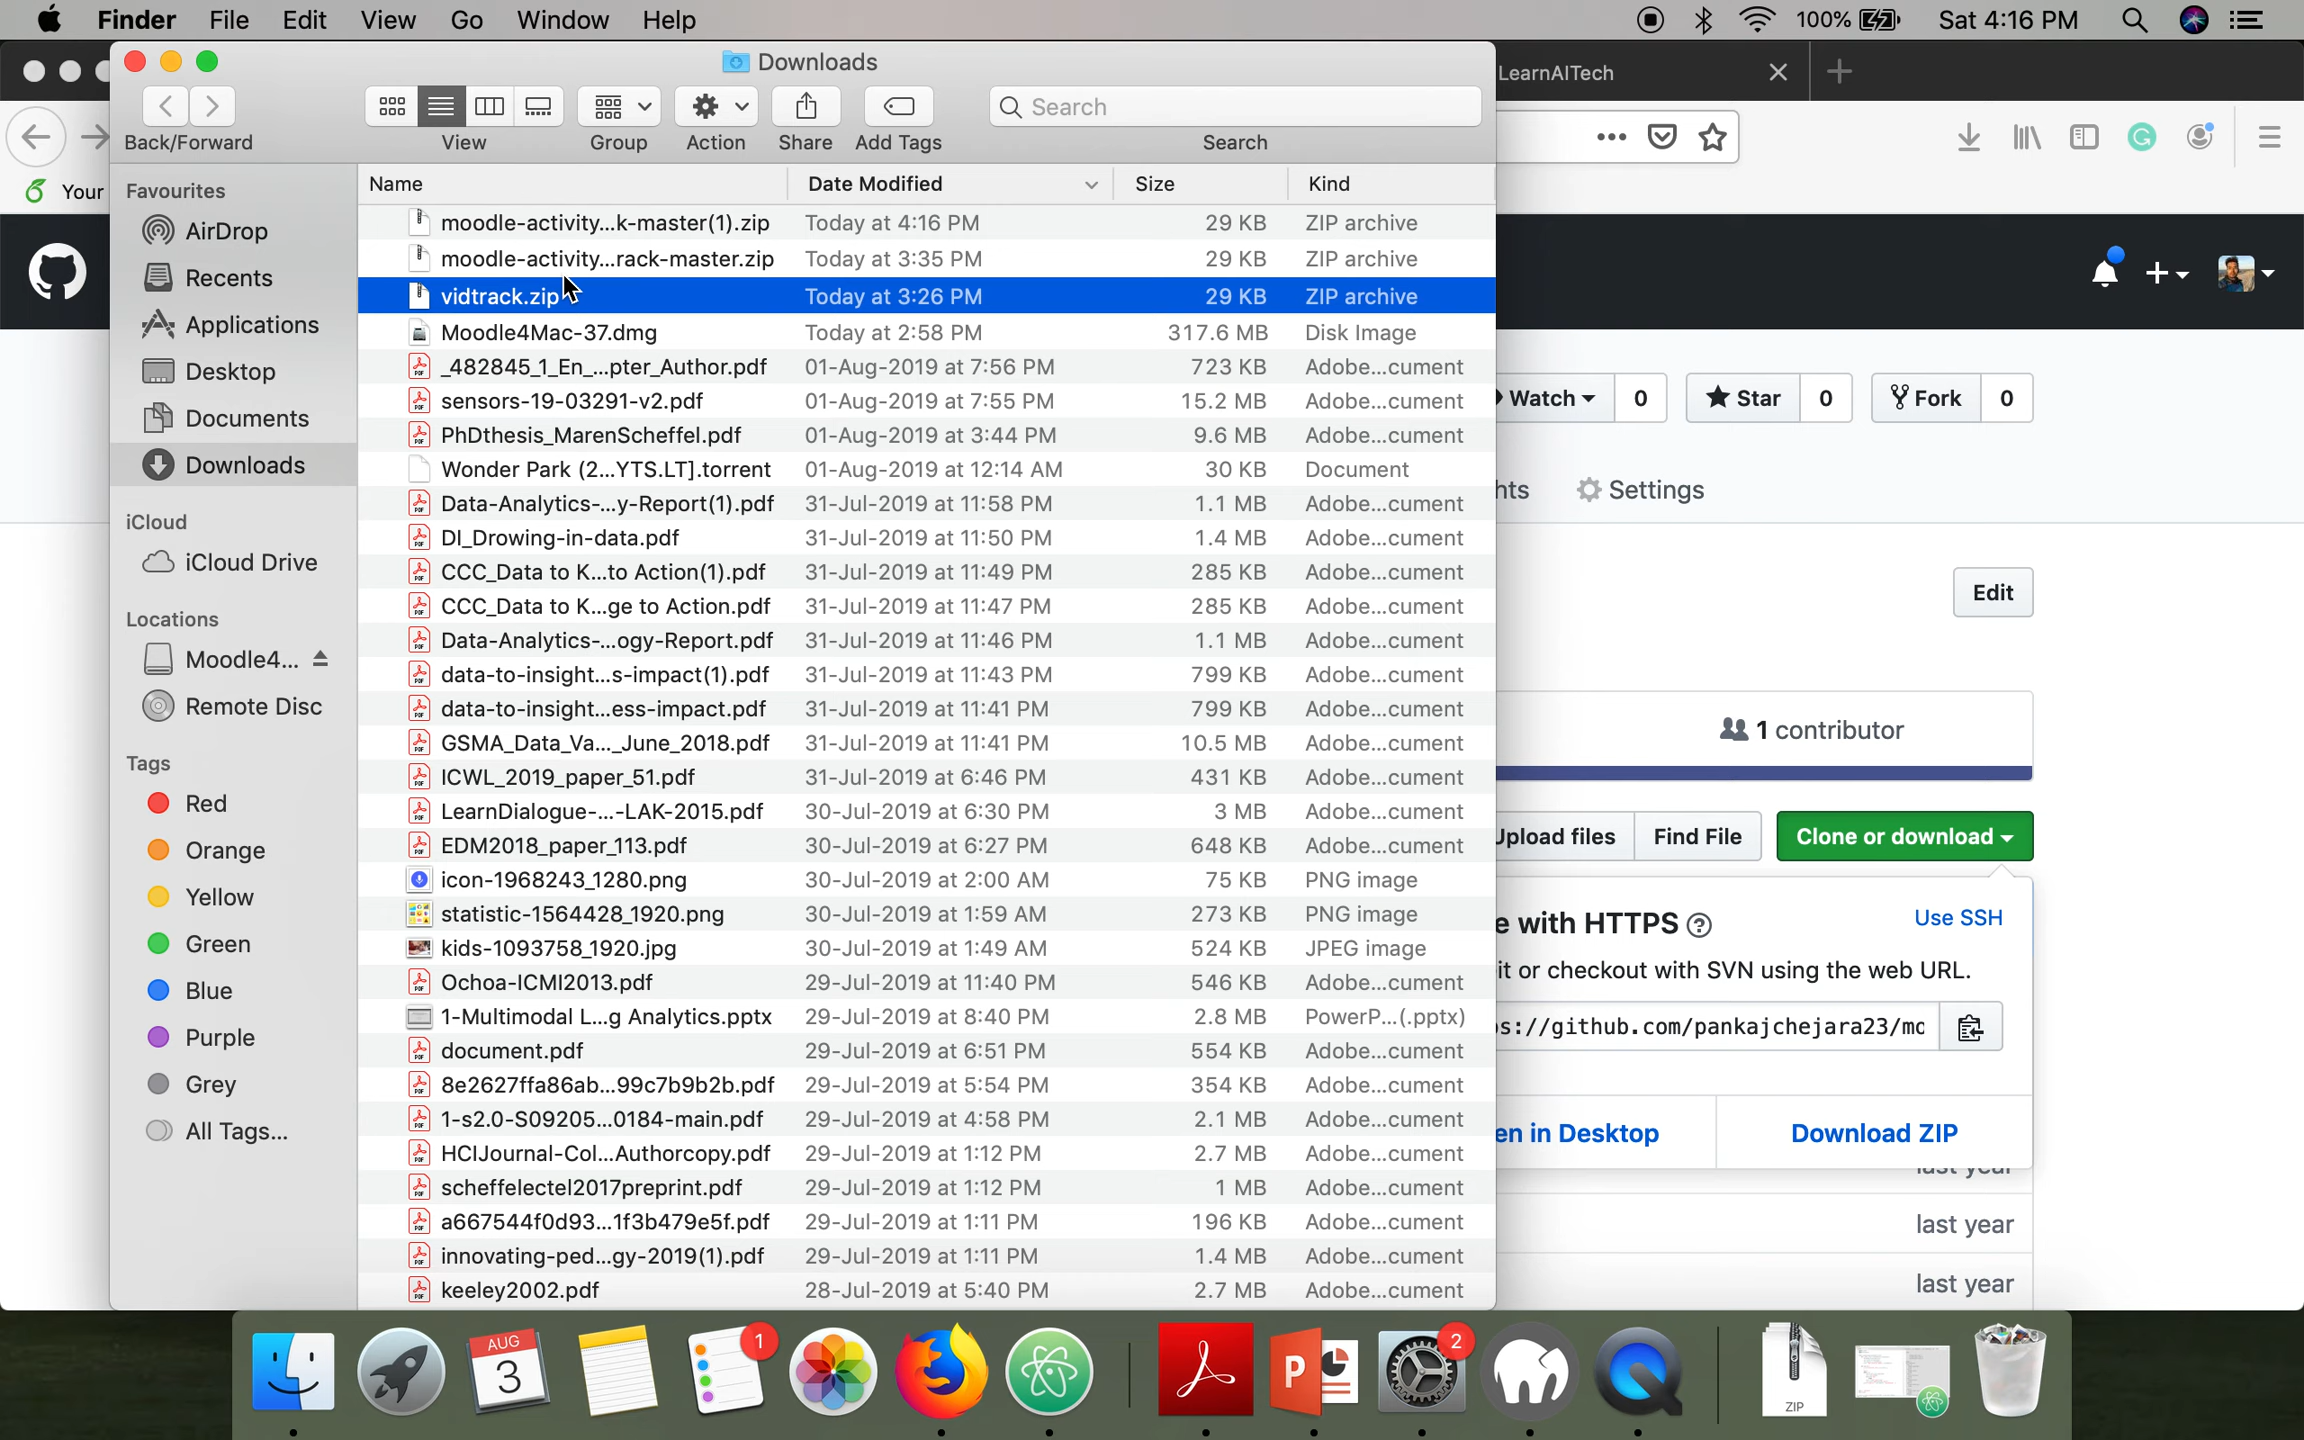 Finder File Edit View Go Window Help 100% Sat 4:16 PM
Downloads
LearnAITech
Search
Back/Forward View Group Action Share Add Tags Search
Your
Favourites
AirDrop
Recents
Applications
Desktop
Documents
Downloads
iCloud
iCloud Drive
Locations
Moodle4...
Remote Disc
Tags
Red
Orange
Yellow
Green
Blue
Purple
Grey
All Tags...
Name Date Modified Size Kind
moodle-activity...k-master(1).zip Today at 4:16 PM 29 KB ZIP archive
moodle-activity...rack-master.zip Today at 3:35 PM 29 KB ZIP archive
vidtrack.zip Today at 3:26 PM 29 KB ZIP archive
Moodle4Mac-37.dmg Today at 2:58 PM 317.6 MB Disk Image
_482845_1_En_...pter_Author.pdf 01-Aug-2019 at 7:56 PM 723 KB Adobe...cument
sensors-19-03291-v2.pdf 01-Aug-2019 at 7:55 PM 15.2 MB Adobe...cument
PhDthesis_MarenScheffel.pdf 01-Aug-2019 at 3:44 PM 9.6 MB Adobe...cument
Wonder Park (2...YTS.LT].torrent 01-Aug-2019 at 12:14 AM 30 KB Document
Data-Analytics-...y-Report(1).pdf 31-Jul-2019 at 11:58 PM 1.1 MB Adobe...cument
DI_Drowing-in-data.pdf 31-Jul-2019 at 11:50 PM 1.4 MB Adobe...cument
CCC_Data to K...to Action(1).pdf 31-Jul-2019 at 11:49 PM 285 KB Adobe...cument
CCC_Data to K...ge to Action.pdf 31-Jul-2019 at 11:47 PM 285 KB Adobe...cument
Data-Analytics-...ogy-Report.pdf 31-Jul-2019 at 11:46 PM 1.1 MB Adobe...cument
data-to-insight...s-impact(1).pdf 31-Jul-2019 at 11:43 PM 799 KB Adobe...cument
data-to-insight...ess-impact.pdf 31-Jul-2019 at 11:41 PM 799 KB Adobe...cument
GSMA_Data_Va..._June_2018.pdf 31-Jul-2019 at 11:41 PM 10.5 MB Adobe...cument
ICWL_2019_paper_51.pdf 31-Jul-2019 at 6:46 PM 431 KB Adobe...cument
LearnDialogue-...-LAK-2015.pdf 30-Jul-2019 at 6:30 PM 3 MB Adobe...cument
EDM2018_paper_113.pdf 30-Jul-2019 at 6:27 PM 648 KB Adobe...cument
icon-1968243_1280.png 30-Jul-2019 at 2:00 AM 75 KB PNG image
statistic-1564428_1920.png 30-Jul-2019 at 1:59 AM 273 KB PNG image
kids-1093758_1920.jpg 30-Jul-2019 at 1:49 AM 524 KB JPEG image
Ochoa-ICMI2013.pdf 29-Jul-2019 at 11:40 PM 546 KB Adobe...cument
1-Multimodal L...g Analytics.pptx 29-Jul-2019 at 8:40 PM 2.8 MB PowerP...(.pptx)
document.pdf 29-Jul-2019 at 6:51 PM 554 KB Adobe...cument
8e2627ffa86ab...99c7b9b2b.pdf 29-Jul-2019 at 5:54 PM 354 KB Adobe...cument
1-s2.0-S09205...0184-main.pdf 29-Jul-2019 at 4:58 PM 2.1 MB Adobe...cument
HCIJournal-Col...Authorcopy.pdf 29-Jul-2019 at 1:12 PM 2.7 MB Adobe...cument
scheffelectel2017preprint.pdf 29-Jul-2019 at 1:12 PM 1 MB Adobe...cument
a667544f0d93...1f3b479e5f.pdf 29-Jul-2019 at 1:11 PM 196 KB Adobe...cument
innovating-ped...gy-2019(1).pdf 29-Jul-2019 at 1:11 PM 1.4 MB Adobe...cument
keeley2002.pdf 28-Jul-2019 at 5:40 PM 2.7 MB Adobe...cument
Watch 0 Star 0 Fork 0
hts Settings
Edit
1 contributor
Upload files Find File Clone or download
e with HTTPS Use SSH
it or checkout with SVN using the web URL.
s://github.com/pankajchejara23/mc
en in Desktop Download ZIP
last year
last year
last year
AUG
3
1
2
ZIP